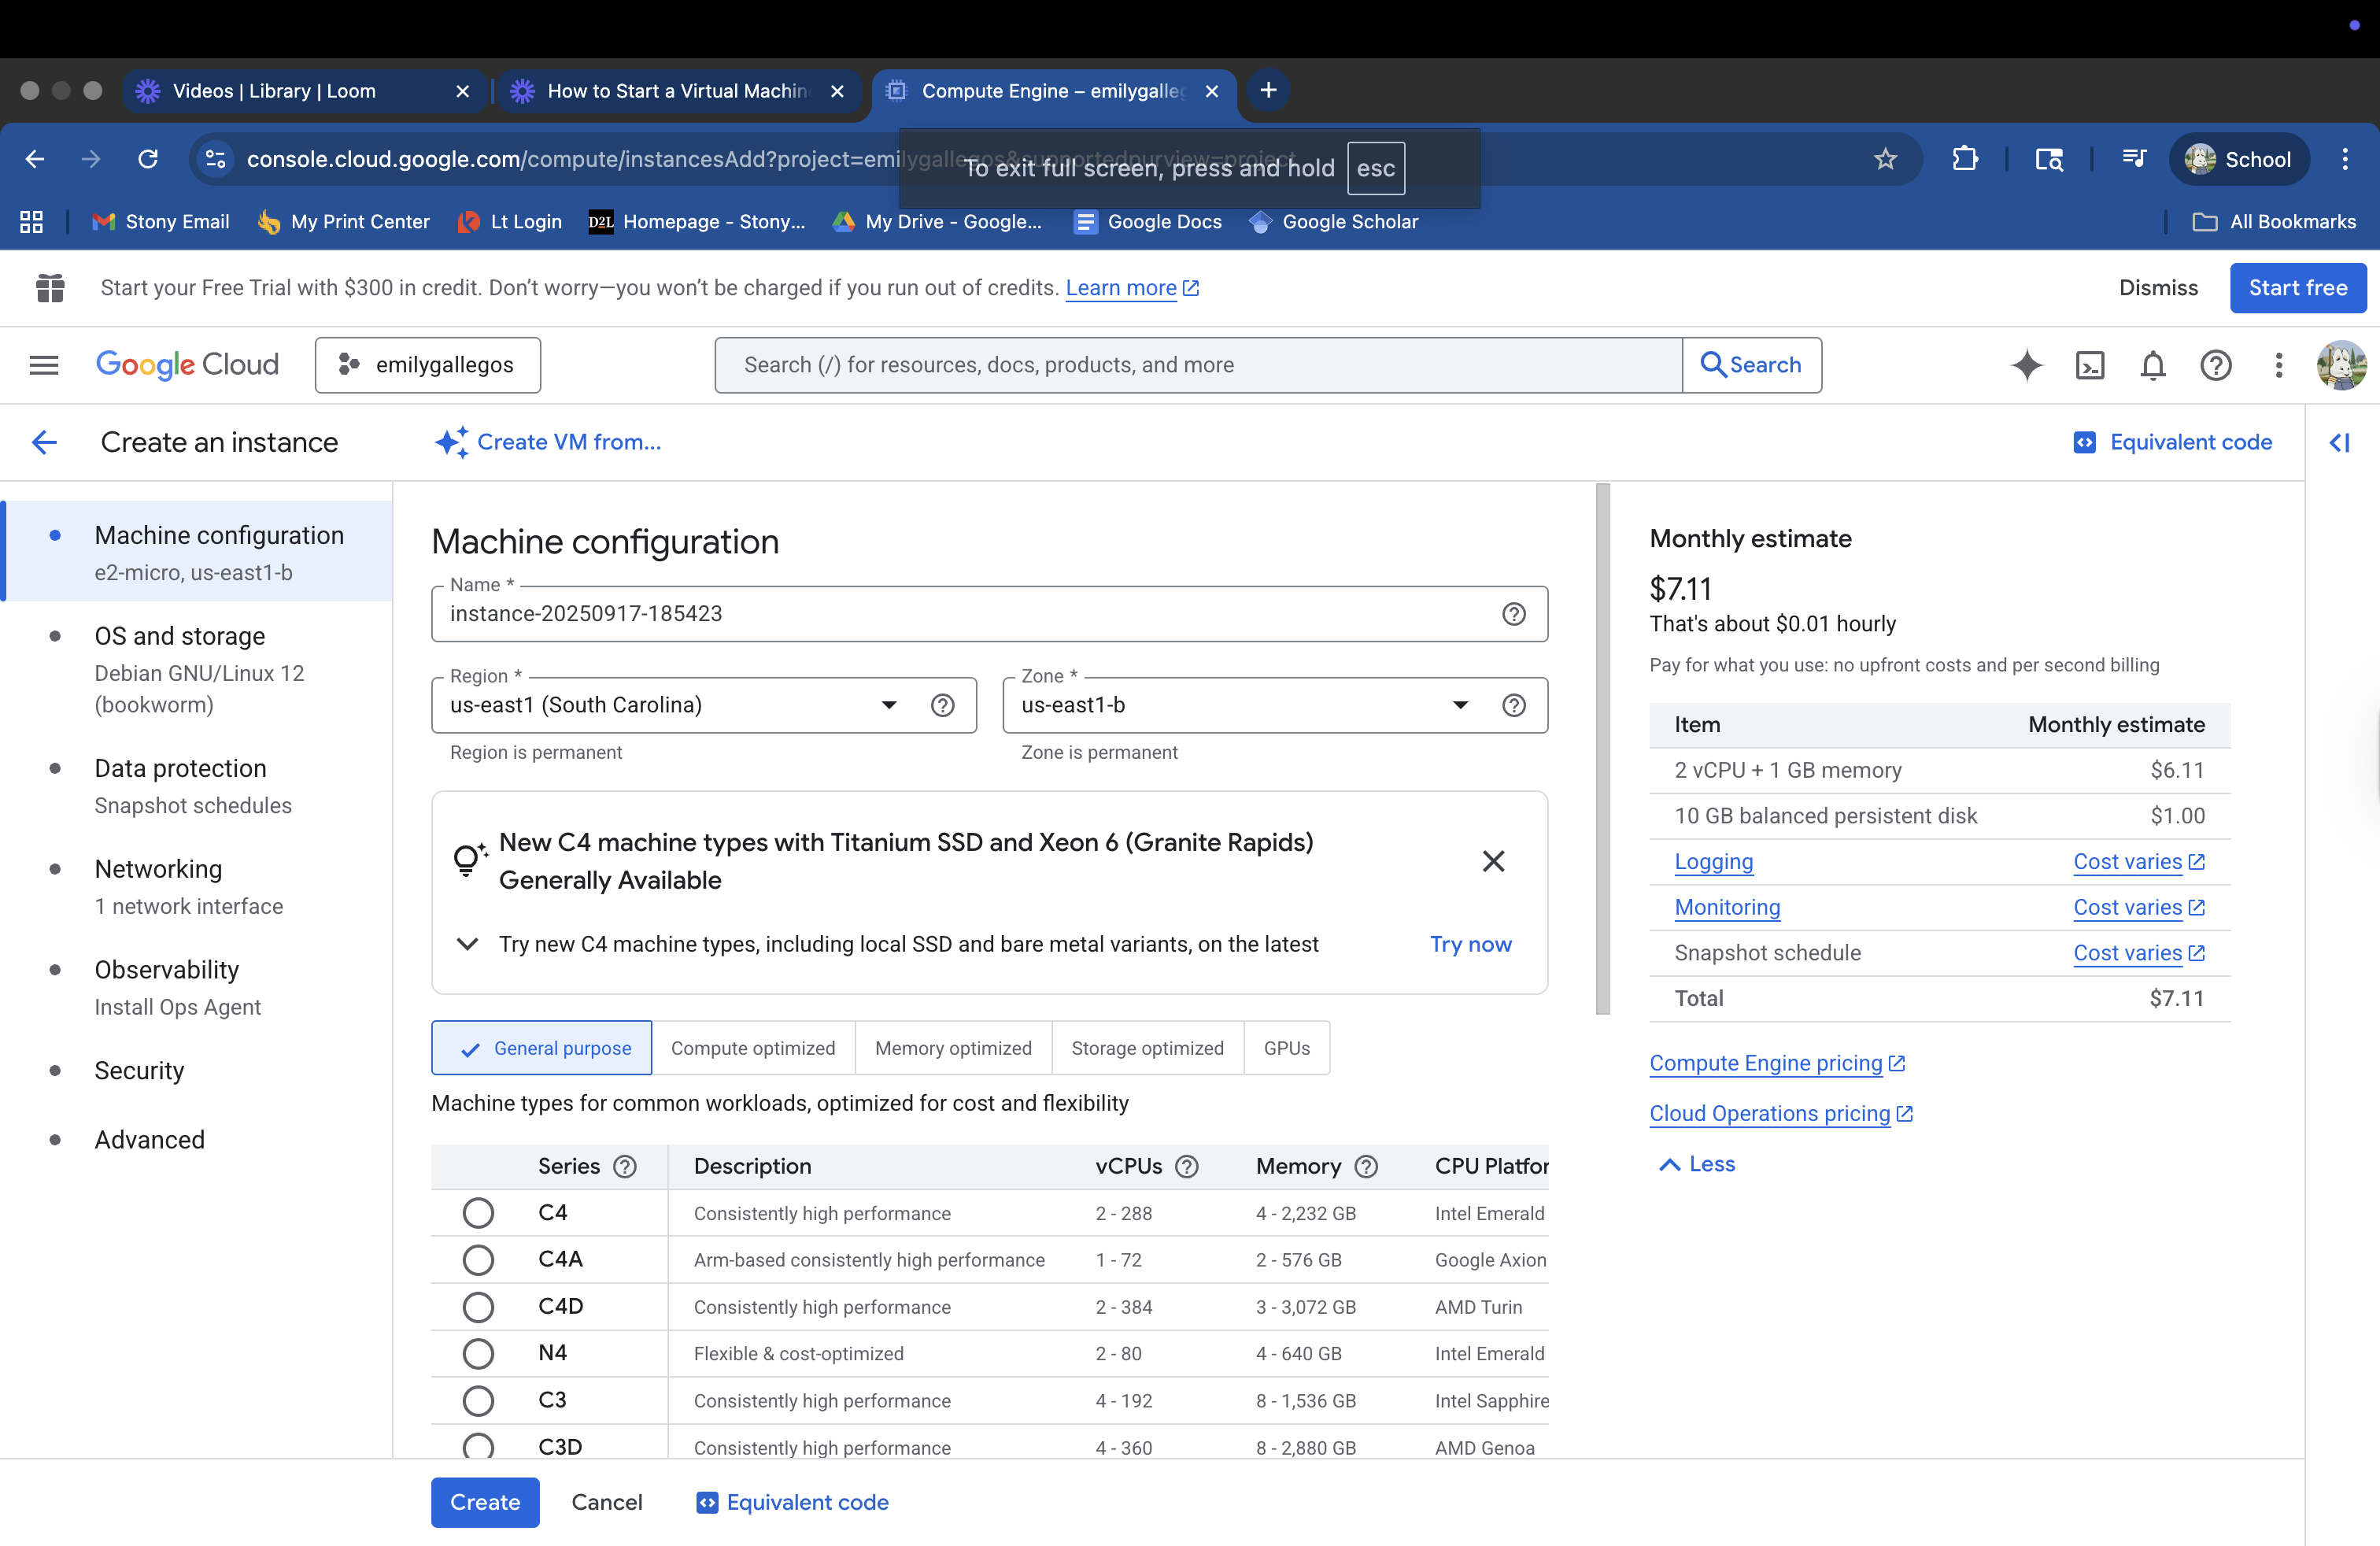 Videos | Library | Loom
How to Start a Virtual Machin
Compute Engine – emilygalleg
console.cloud.google.com/compute/instancesAdd?project=emilygallegos&supportedpurview=project
To exit full screen, press and hold esc
School
Stony Email
My Print Center
Lt Login
D2L Homepage - Stony...
My Drive - Google...
Google Docs
Google Scholar
All Bookmarks
Start your Free Trial with $300 in credit. Don’t worry—you won’t be charged if you run out of credits. Learn more
Dismiss
Start free
Google Cloud
emilygallegos
Search (/) for resources, docs, products, and more
Search
Create an instance
Create VM from...
Equivalent code
Machine configuration
e2-micro, us-east1-b
OS and storage
Debian GNU/Linux 12
(bookworm)
Data protection
Snapshot schedules
Networking
1 network interface
Observability
Install Ops Agent
Security
Advanced
Machine configuration
Name *
instance-20250917-185423
Region *
us-east1 (South Carolina)
Region is permanent
Zone *
us-east1-b
Zone is permanent
New C4 machine types with Titanium SSD and Xeon 6 (Granite Rapids)
Generally Available
Try new C4 machine types, including local SSD and bare metal variants, on the latest
Try now
General purpose
Compute optimized
Memory optimized
Storage optimized
GPUs
Machine types for common workloads, optimized for cost and flexibility
Series Description vCPUs Memory CPU Platfor
C4 Consistently high performance 2 - 288 4 - 2,232 GB Intel Emerald
C4A Arm-based consistently high performance 1 - 72 2 - 576 GB Google Axion
C4D Consistently high performance 2 - 384 3 - 3,072 GB AMD Turin
N4 Flexible & cost-optimized 2 - 80 4 - 640 GB Intel Emerald
C3 Consistently high performance 4 - 192 8 - 1,536 GB Intel Sapphire
C3D Consistently high performance 4 - 360 8 - 2,880 GB AMD Genoa
Create
Cancel
Equivalent code
Monthly estimate
$7.11
That's about $0.01 hourly
Pay for what you use: no upfront costs and per second billing
Item Monthly estimate
2 vCPU + 1 GB memory $6.11
10 GB balanced persistent disk $1.00
Logging Cost varies
Monitoring Cost varies
Snapshot schedule Cost varies
Total $7.11
Compute Engine pricing
Cloud Operations pricing
Less